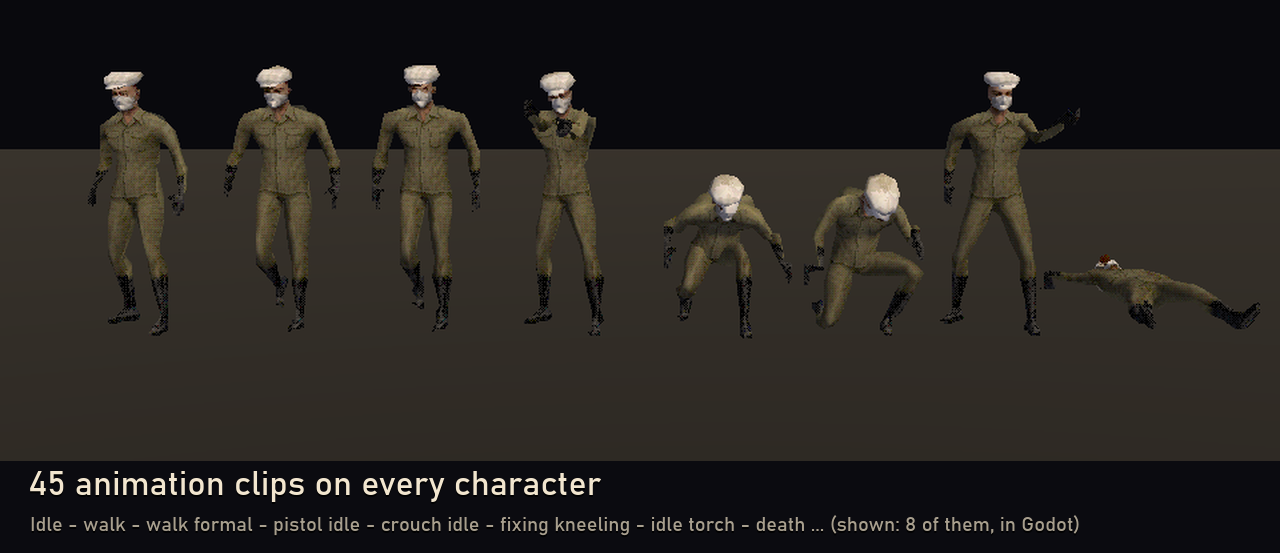 45 animation clips on every character
Idle - walk - walk formal - pistol idle - crouch idle - fixing kneeling - idle torch - death ... (shown: 8 of them, in Godot)